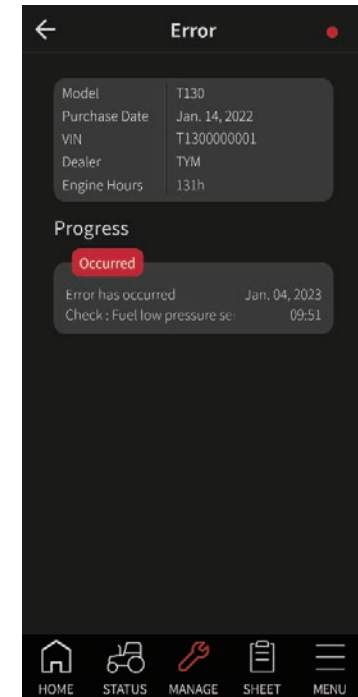 Error
Model T130
Purchase Date Jan. 14, 2022
VIN T1300000001
Dealer TYM
Engine Hours 131h
Progress
Occurred
Error has occurred Jan. 04, 2023
Check : Fuel low pressure se 09:51
HOME STATUS MANAGE SHEET MENU